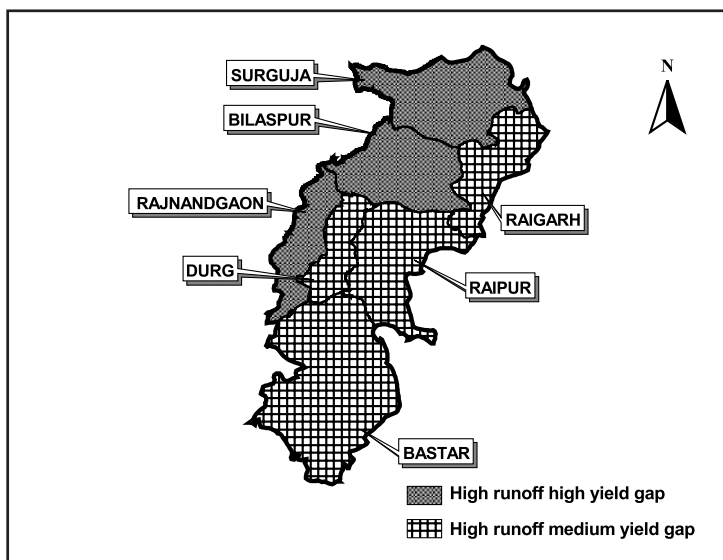 SURGUJA
N
BILASPUR
RAJNANDGAON
RAIGARH
DURG
RAIPUR
BASTAR
High runoff high yield gap
High runoff medium yield gap